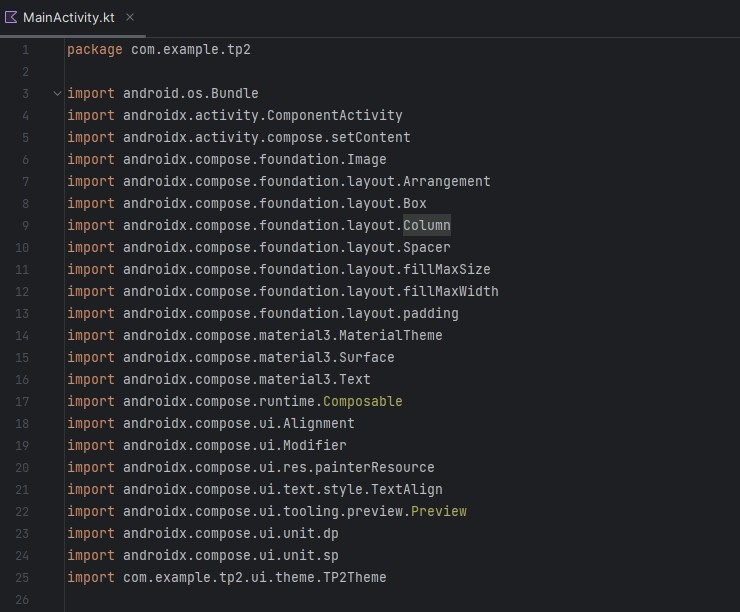 MainActivity.kt
1 package com.example.tp2
2
3 import android.os.Bundle
4 import androidx.activity.ComponentActivity
5 import androidx.activity.compose.setContent
6 import androidx.compose.foundation.Image
7 import androidx.compose.foundation.layout.Arrangement
8 import androidx.compose.foundation.layout.Box
9 import androidx.compose.foundation.layout.Column
10 import androidx.compose.foundation.layout.Spacer
11 import androidx.compose.foundation.layout.fillMaxSize
12 import androidx.compose.foundation.layout.fillMaxWidth
13 import androidx.compose.foundation.layout.padding
14 import androidx.compose.material3.MaterialTheme
15 import androidx.compose.material3.Surface
16 import androidx.compose.material3.Text
17 import androidx.compose.runtime.Composable
18 import androidx.compose.ui.Alignment
19 import androidx.compose.ui.Modifier
20 import androidx.compose.ui.res.painterResource
21 import androidx.compose.ui.text.style.TextAlign
22 import androidx.compose.ui.tooling.preview.Preview
23 import androidx.compose.ui.unit.dp
24 import androidx.compose.ui.unit.sp
25 import com.example.tp2.ui.theme.TP2Theme
26